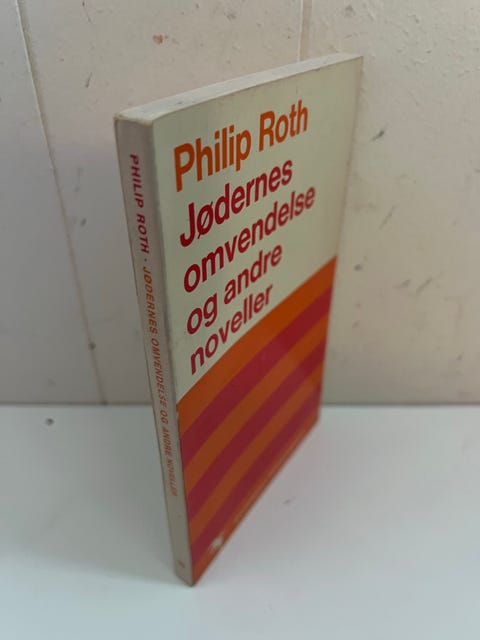 Philip Roth
Jødernes
omvendelse
og andre
noveller
PHILIP ROTH · JØDERNES OMVENDELSE OG ANDRE NOVELLER